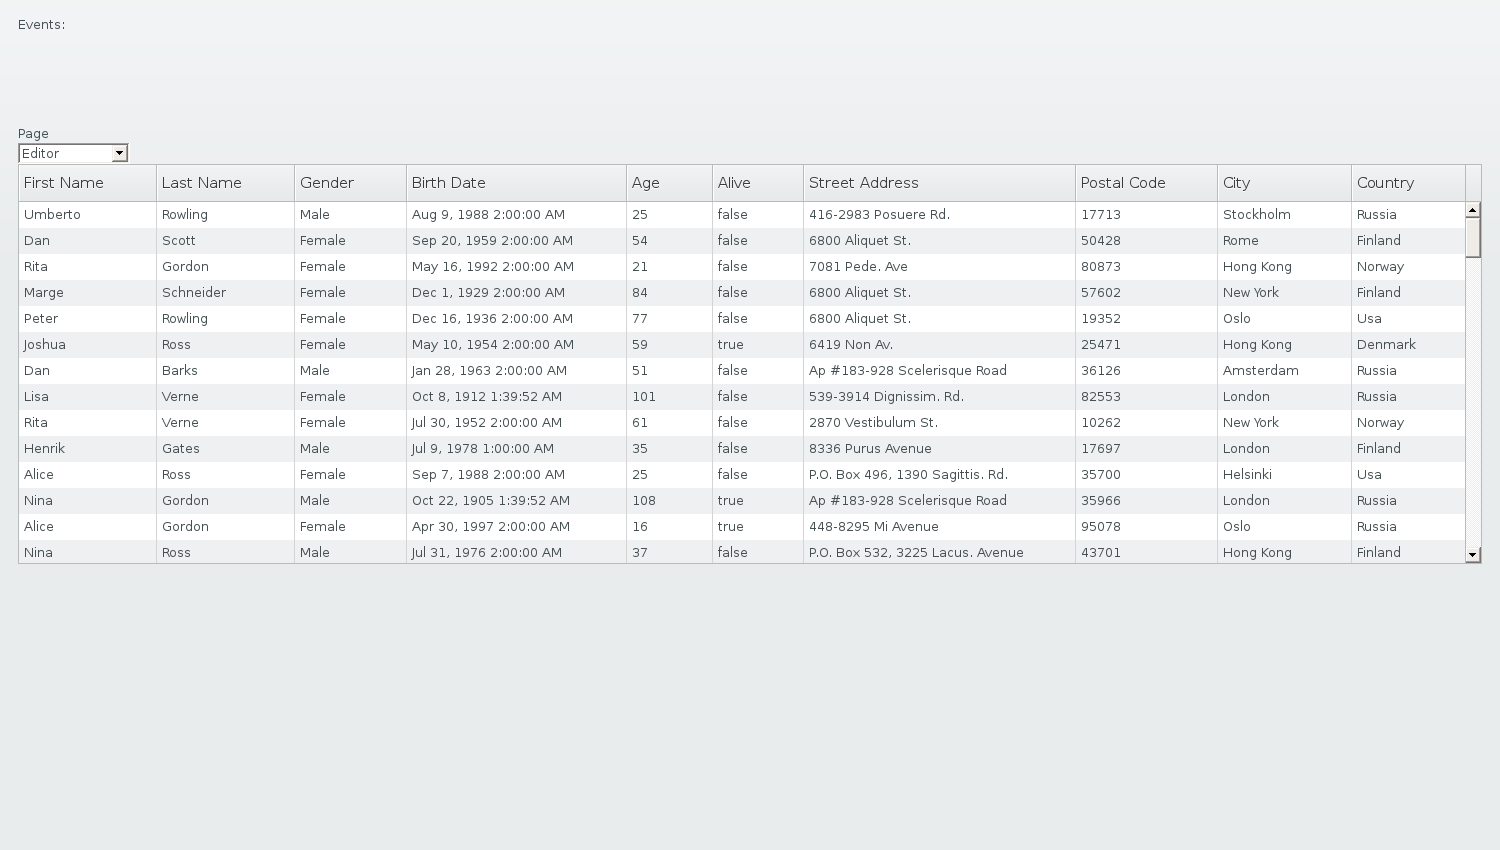 Events:
Page
Editor
First Name Last Name Gender Birth Date Age Alive Street Address Postal Code City Country
Umberto Rowling Male Aug 9, 1988 2:00:00 AM 25 false 416-2983 Posuere Rd. 17713 Stockholm Russia
Dan Scott Female Sep 20, 1959 2:00:00 AM 54 false 6800 Aliquet St. 50428 Rome Finland
Rita Gordon Female May 16, 1992 2:00:00 AM 21 false 7081 Pede. Ave 80873 Hong Kong Norway
Marge Schneider Female Dec 1, 1929 2:00:00 AM 84 false 6800 Aliquet St. 57602 New York Finland
Peter Rowling Female Dec 16, 1936 2:00:00 AM 77 false 6800 Aliquet St. 19352 Oslo Usa
Joshua Ross Female May 10, 1954 2:00:00 AM 59 true 6419 Non Av. 25471 Hong Kong Denmark
Dan Barks Male Jan 28, 1963 2:00:00 AM 51 false Ap #183-928 Scelerisque Road 36126 Amsterdam Russia
Lisa Verne Female Oct 8, 1912 1:39:52 AM 101 false 539-3914 Dignissim. Rd. 82553 London Russia
Rita Verne Female Jul 30, 1952 2:00:00 AM 61 false 2870 Vestibulum St. 10262 New York Norway
Henrik Gates Male Jul 9, 1978 1:00:00 AM 35 false 8336 Purus Avenue 17697 London Finland
Alice Ross Female Sep 7, 1988 2:00:00 AM 25 false P.O. Box 496, 1390 Sagittis. Rd. 35700 Helsinki Usa
Nina Gordon Male Oct 22, 1905 1:39:52 AM 108 true Ap #183-928 Scelerisque Road 35966 London Russia
Alice Gordon Female Apr 30, 1997 2:00:00 AM 16 true 448-8295 Mi Avenue 95078 Oslo Russia
Nina Ross Male Jul 31, 1976 2:00:00 AM 37 false P.O. Box 532, 3225 Lacus. Avenue 43701 Hong Kong Finland